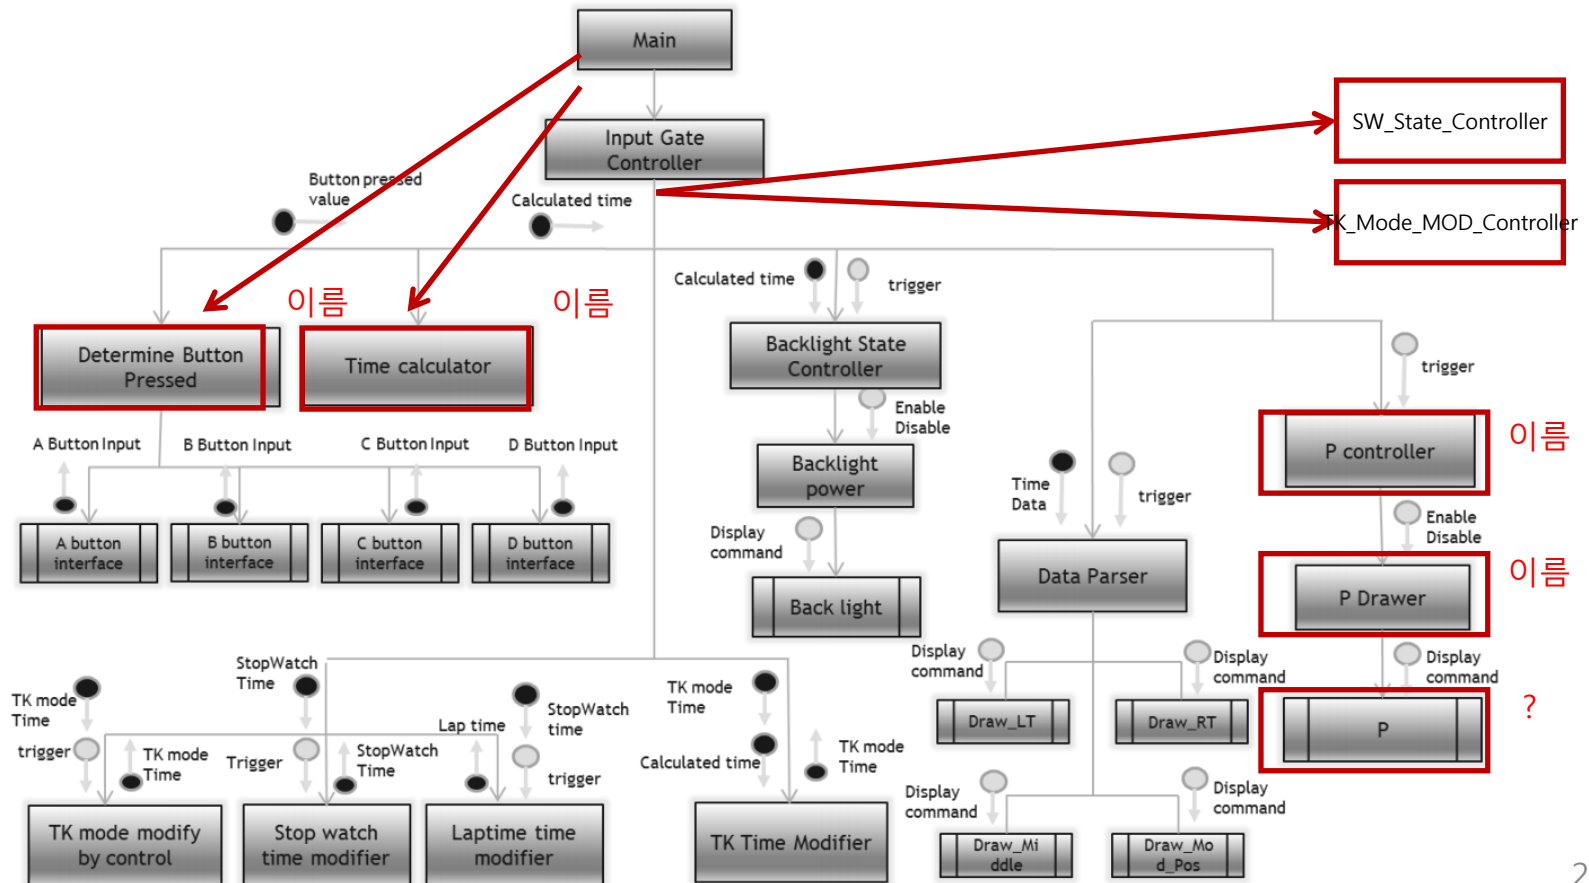 Main
SW_State_Controller
Input Gate
Controller
Button pressed
value
Calculated time
TK_Mode_MOD_Controller
이름
이름
Calculated time
trigger
Determine Button
Pressed
Time calculator
Backlight State
Controller
trigger
Enable
Disable
이름
P controller
A Button Input
B Button Input
C Button Input
D Button Input
Backlight
power
Time
Data
trigger
Enable
Disable
Display
command
A button
interface
B button
interface
C button
interface
D button
interface
Data Parser
이름
P Drawer
Back light
Display
command
Display
command
Display
command
StopWatch
Time
TK mode
Time
TK mode
Time
Lap time
StopWatch
time
Draw_LT
Draw_RT
P
?
trigger
TK mode
Time
Trigger
StopWatch
Time
trigger
Calculated time
TK mode
Time
Display
command
Display
command
TK mode modify
by control
Stop watch
time modifier
Laptime time
modifier
TK Time Modifier
Draw_Mi
ddle
Draw_Mo
d_Pos
2